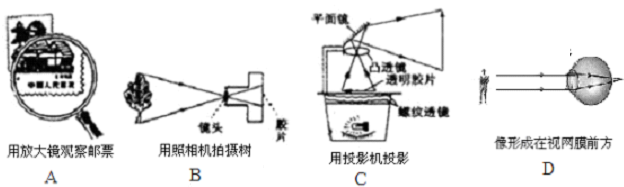 平面镜
凸透镜
透明胶片
螺纹透镜
镜头
胶片
用放大镜观察邮票
用照相机拍摄树
用投影机投影
像形成在视网膜前方
A
B
C
D